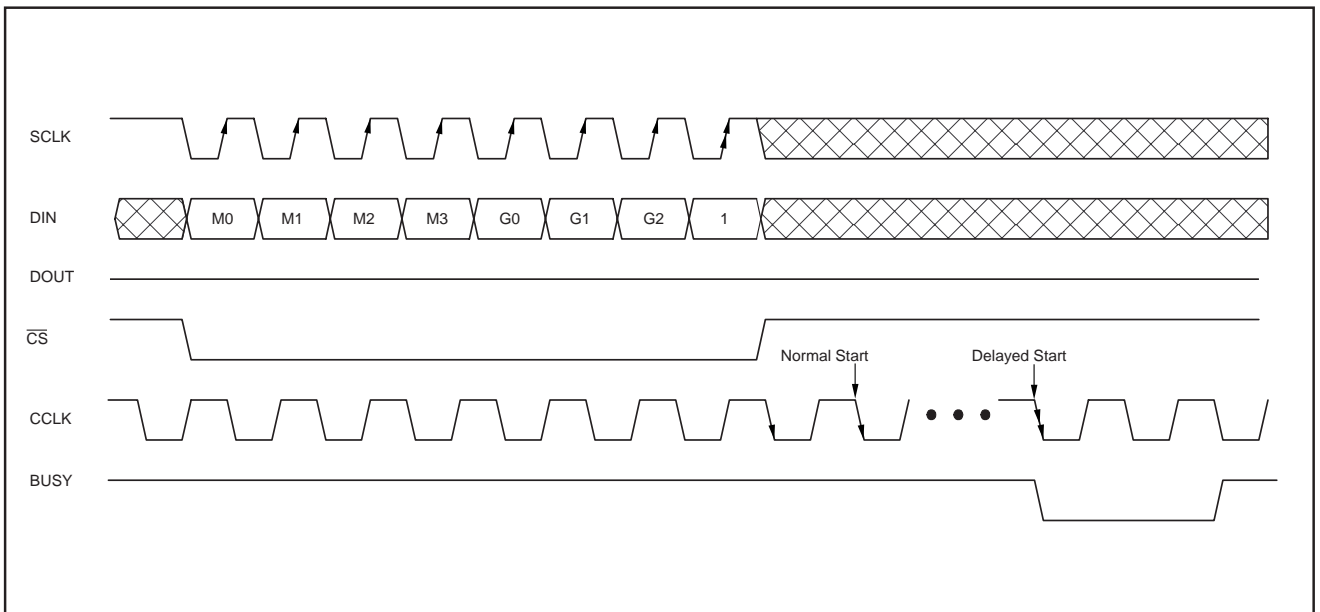 SCLK
DIN M0 M1 M2 M3 G0 G1 G2 1
DOUT
CS
Normal Start Delayed Start
CCLK
BUSY